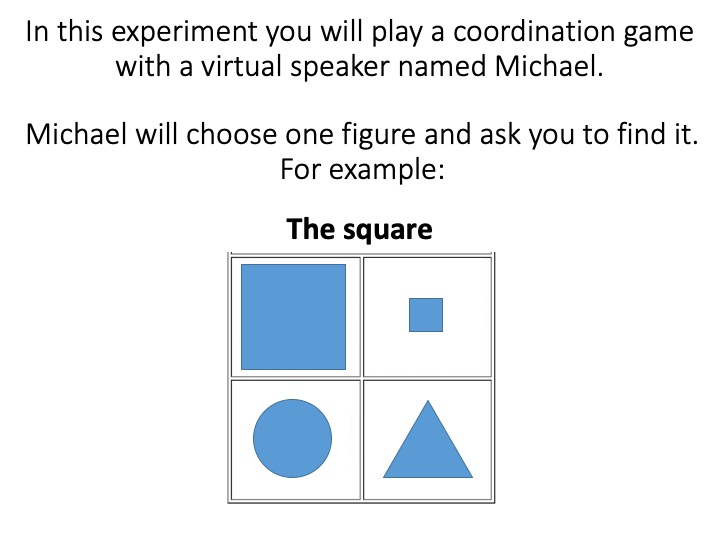 In this experiment you will play a coordination game
with a virtual speaker named Michael.
Michael will choose one figure and ask you to find it.
For example:
The square